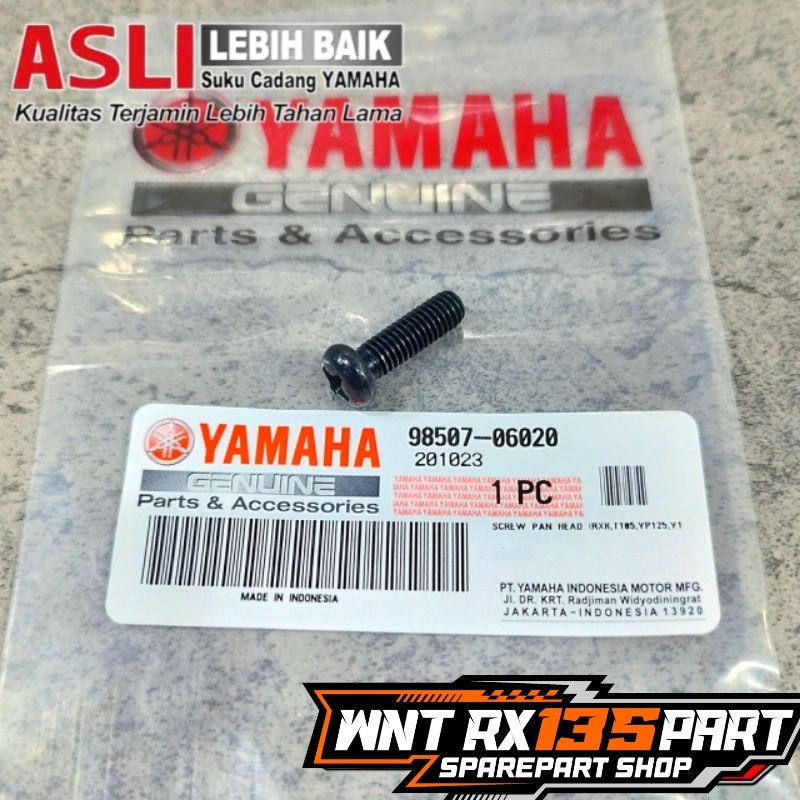 ASLI LEBIH BAIK
Suku Cadang YAMAHA
Kualitas Terjamin Lebih Tahan Lama
YAMAHA
GENUINE
Parts & Accessories
YAMAHA
GENUINE
Parts & Accessories
98507-06020
201023
1 PC
SCREW PAN HEAD (RXK,T105,YP125,Y1
MADE IN INDONESIA
PT. YAMAHA INDONESIA MOTOR MFG.
Jl. DR. KRT. Radjiman Widyodiningrat
JAKARTA-INDONESIA 13920
WNT RX135PART
SPAREPART SHOP